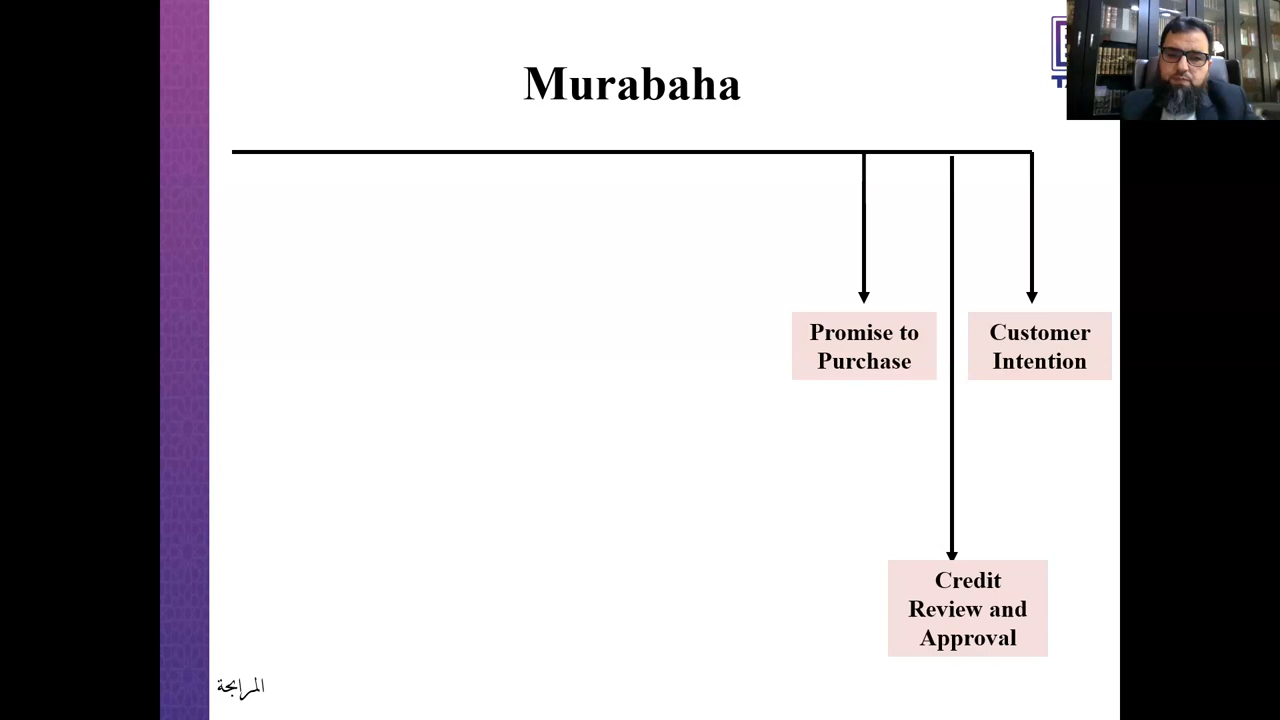 Murabaha
Promise to
Purchase
Customer
Intention
Credit
Review and
Approval
المرابحة